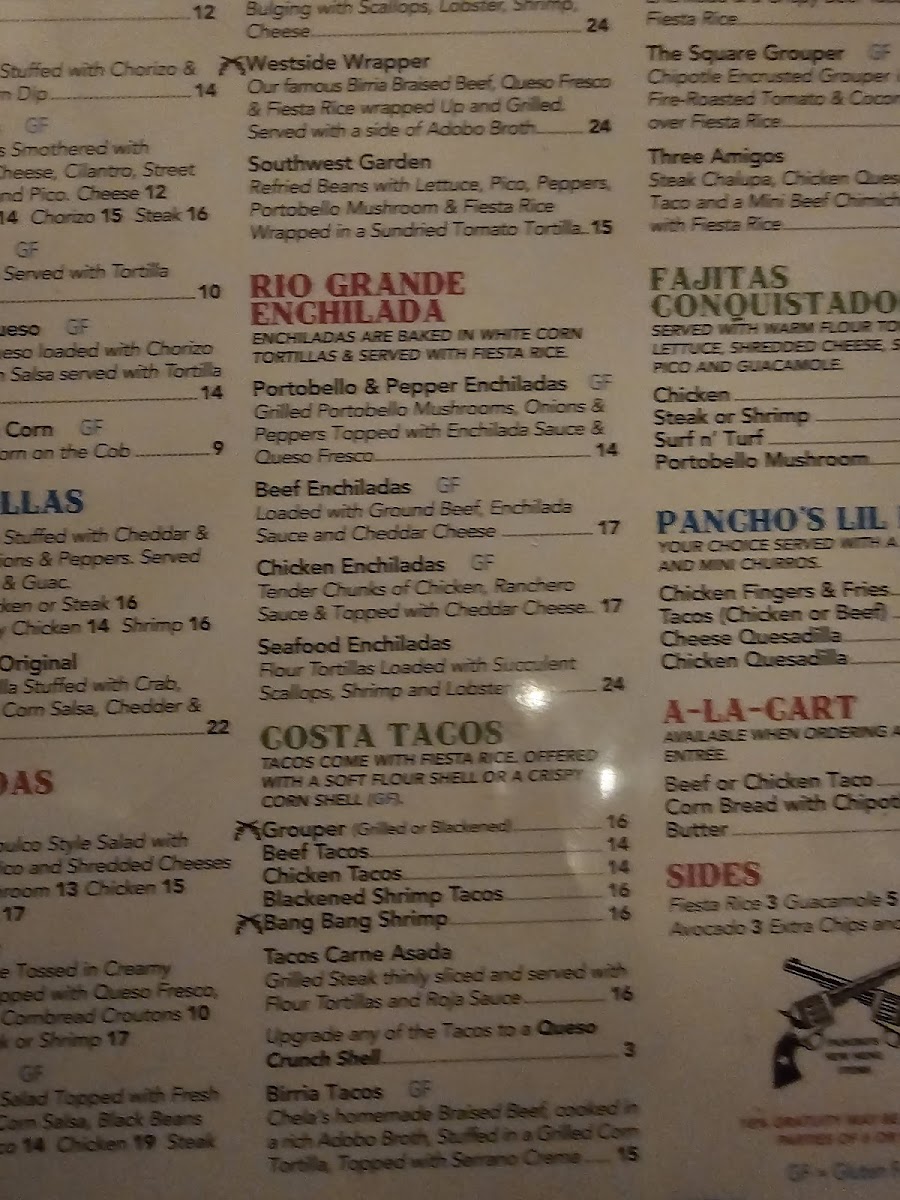 12
Stuffed with Chorizo &
Dip 14
GF
Smothered with
Cheese, Cilantro, Street
Pico. Cheese 12
14 Chorizo 15 Steak 16
GF
Served with Tortilla
10
GF
loaded with Chorizo
Salsa served with Tortilla
14
Corn GF
on the Cob 9
Stuffed with Cheddar &
& Peppers. Served
& Guac.
or Steak 16
Chicken 14 Shrimp 16
Original
Stuffed with Crab,
Corn Salsa, Chedder &
22
Style Salad with
and Shredded Cheeses
13 Chicken 15
17
Tossed in Creamy
with Queso Fresco,
Cornbread Croutons 10
or Shrimp 17
GF
Salad Topped with Fresh
Corn Salsa, Black Beans
14 Chicken 19 Steak
Bulging with Scallops, Lobster, Shrimp,
Cheese 24
Westside Wrapper
Our famous Birria Braised Beef, Queso Fresco
& Fiesta Rice wrapped Up and Grilled.
Served with a side of Adobo Broth 24
Southwest Garden
Refried Beans with Lettuce, Pico, Peppers,
Portobello Mushroom & Fiesta Rice
Wrapped in a Sundried Tomato Tortilla 15
RIO GRANDE
ENCHILADA
ENCHILADAS ARE BAKED IN WHITE CORN
TORTILLAS & SERVED WITH FIESTA RICE.
Portobello & Pepper Enchiladas GF
Grilled Portobello Mushrooms, Onions &
Peppers Topped with Enchilada Sauce &
Queso Fresco 14
Beef Enchiladas GF
Loaded with Ground Beef, Enchilada
Sauce and Cheddar Cheese 17
Chicken Enchiladas GF
Tender Chunks of Chicken, Ranchero
Sauce & Topped with Cheddar Cheese 17
Seafood Enchiladas
Flour Tortillas Loaded with Succulent
Scallops, Shrimp and Lobster 24
COSTA TACOS
TACOS COME WITH FIESTA RICE, OFFERED
WITH A SOFT FLOUR SHELL OR A CRISPY
CORN SHELL (GF).
Grouper (Grilled or Blackened) 16
Beef Tacos 14
Chicken Tacos 14
Blackened Shrimp Tacos 16
Bang Bang Shrimp 16
Tacos Carne Asada
Grilled Steak thinly sliced and served with
Flour Tortillas and Roja Sauce 16
Upgrade any of the Tacos to a Queso
Crunch Shell 3
Birria Tacos GF
Chela's homemade Braised Beef, cooked in
a rich Adobo Broth, Stuffed in a Grilled Corn
Tortilla, Topped with Serrano Creme 15
Fiesta Rice
The Square Grouper GF
Chipotle Encrusted Grouper
Fire-Roasted Tomato &
over Fiesta Rice
Three Amigos
Steak Chalupa, Chicken
Taco and a Mini Beef
with Fiesta Rice
FAJITAS
SERVED WITH WARM FLOUR
LETTUCE, SHREDDED CHEESE,
PICO AND GUACAMOLE.
Chicken
Steak or Shrimp
Surf n' Turf
Portobello Mushroom
PANCHO'S LIL
YOUR CHOICE SERVED WITH A
AND MINI CHURROS.
Chicken Fingers & Fries
Tacos (Chicken or Beef)
Cheese Quesadilla
Chicken Quesadilla
A-LA-CART
AVAILABLE WHEN ORDERING
ENTRÉE.
Beef or Chicken Taco
Corn Bread with
Butter
SIDES
Fiesta Rice 3 Guacamole 5
Avocado 3 Extra Chips and
GRATUITY MAY BE
PARTIES OF
GF = Gluten